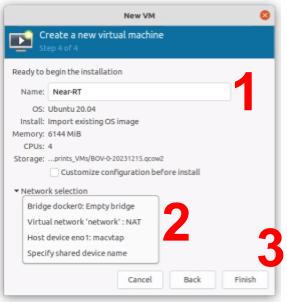 New VM
Create a new virtual machine
Step 4 of 4
Ready to begin the installation
Name: Near-RT
1
OS: Ubuntu 20.04
Install: Import existing OS image
Memory: 6144 MiB
CPUs: 4
Storage: ...prints_VMs/BOV-0-20231215.qcow2
Customize configuration before install
Network selection
Bridge docker0: Empty bridge
Virtual network 'network' : NAT
Host device eno1: macvtap
Specify shared device name
2
3
Cancel Back Finish